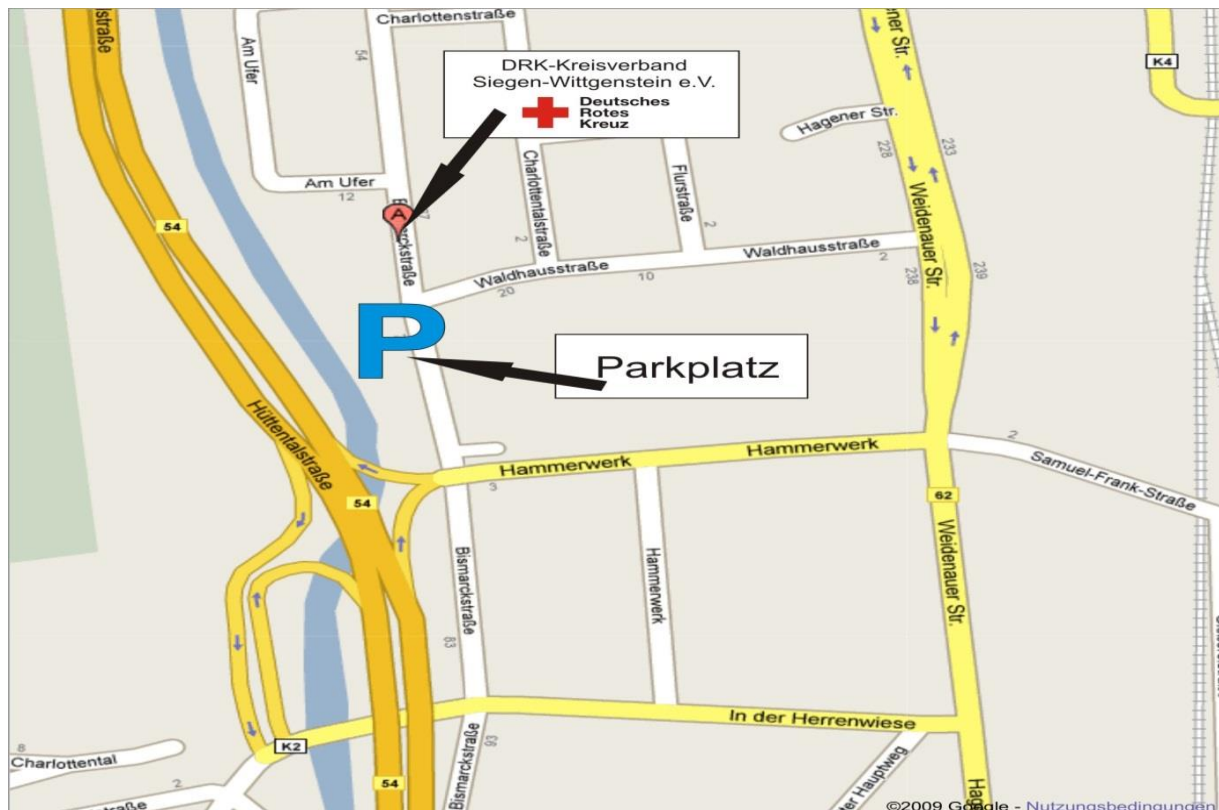 Charlottenstraße
Am Ufer
54
DRK-Kreisverband
Siegen-Wittgenstein e.V.
Deutsches
Rotes
Kreuz
K4
Hagener Str.
228
233
Am Ufer
12
A
54
Charlottentalstraße
2
Flurstraße
2
Weidenauer Str.
Waldhausstraße
20
10
Waldhausstraße
2
238
239
P
Parkplatz
Hüttentalstraße
54
Hammerwerk
3
Hammerwerk
2
Samuel-Frank-Straße
62
Bismarckstraße
83
Hammerwerk
Weidenauer Str.
In der Herrenwiese
K2
8
Charlottental
2
54
Bismarckstraße
93
Hauptweg
©2009 Google - Nutzungsbedingungen